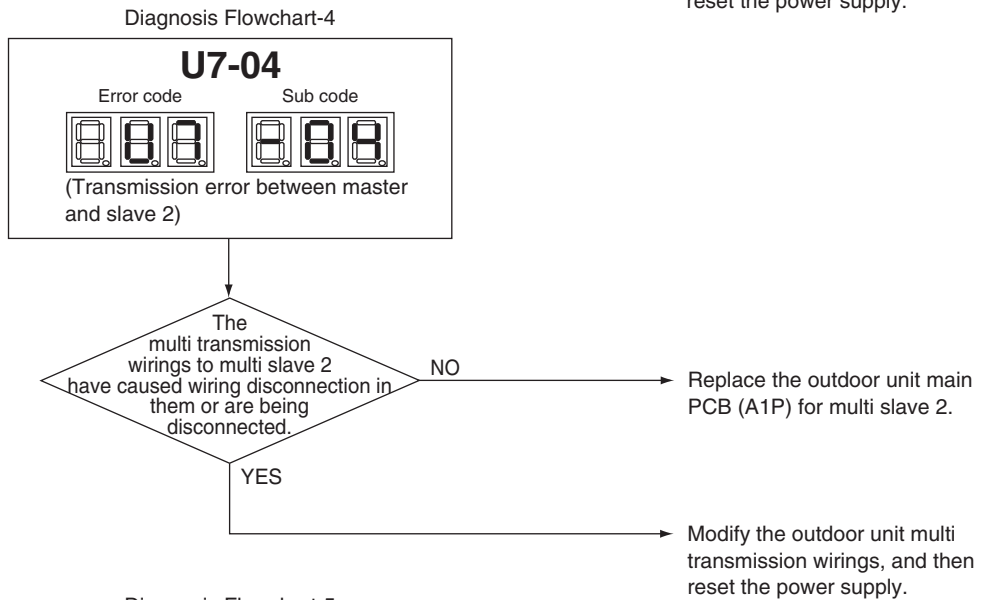 reset the power supply.
Diagnosis Flowchart-4
U7-04
Error code Sub code
U7 -04
(Transmission error between master
and slave 2)
The
multi transmission
wirings to multi slave 2
have caused wiring disconnection in
them or are being
disconnected.
NO
Replace the outdoor unit main
PCB (A1P) for multi slave 2.
YES
Modify the outdoor unit multi
transmission wirings, and then
reset the power supply.